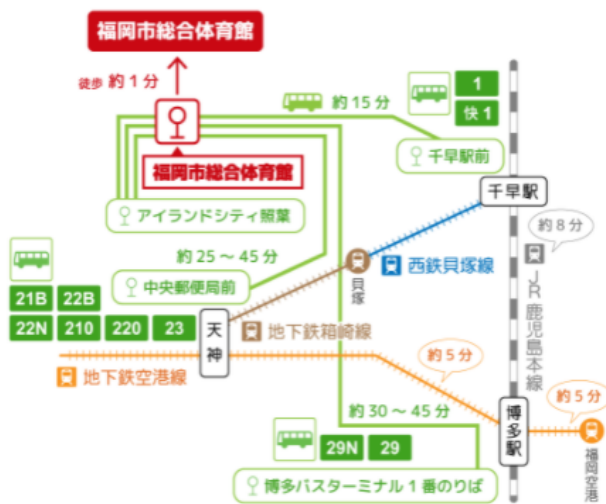 福岡市総合体育館
徒歩 約1分
約15分
1
快1
千早駅前
福岡市総合体育館
千早駅
アイランドシティ照葉
約8分
約25～45分
西鉄貝塚線
貝塚
JR鹿児島本線
21B 22B
22N 210 220 23
中央郵便局前
天神
地下鉄箱崎線
地下鉄空港線
約5分
約5分
約30～45分
博多駅
福岡空港
29N 29
博多バスターミナル1番のりば